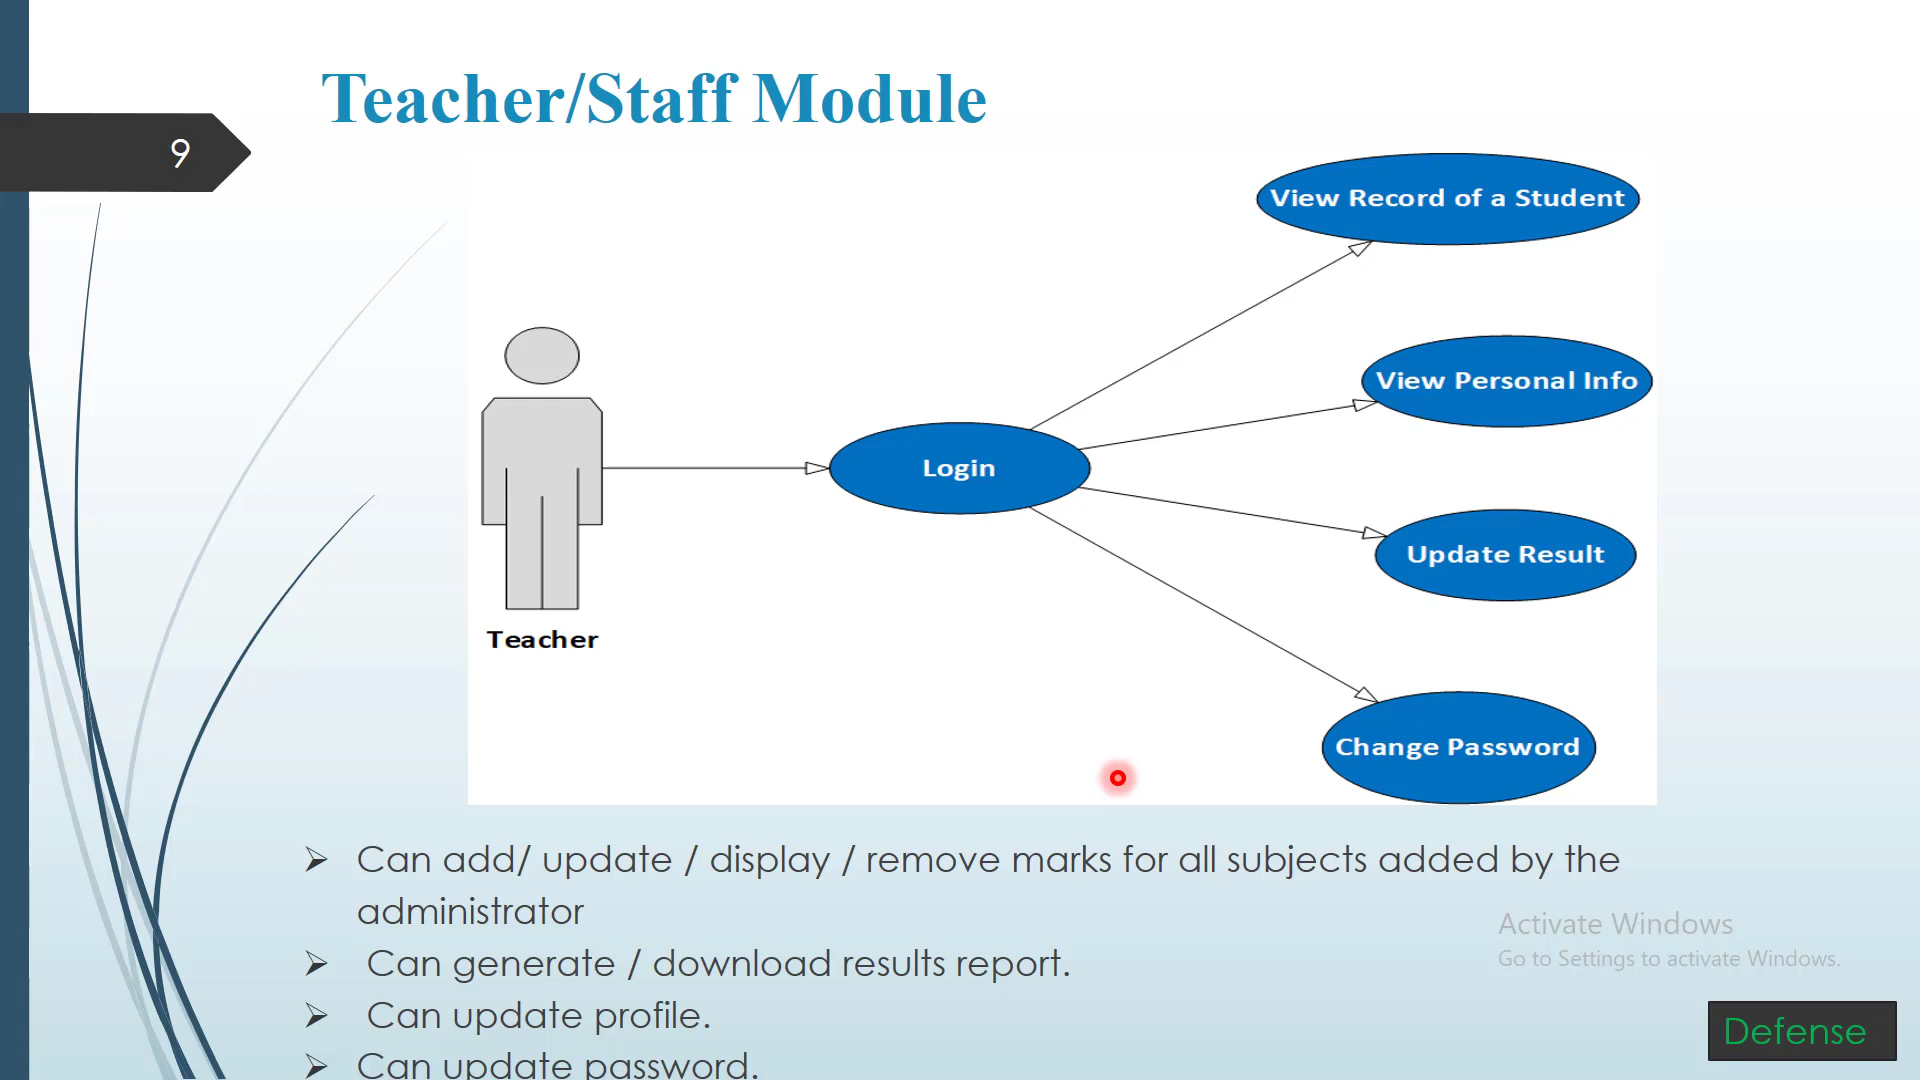 Teacher/Staff Module
9
View Record of a Student
View Personal Info
Login
Update Result
Teacher
Change Password
➢ Can add/ update / display / remove marks for all subjects added by the
administrator
➢ Can generate / download results report.
➢ Can update profile.
➢ Can update password.
Activate Windows
Go to Settings to activate Windows.
Defense